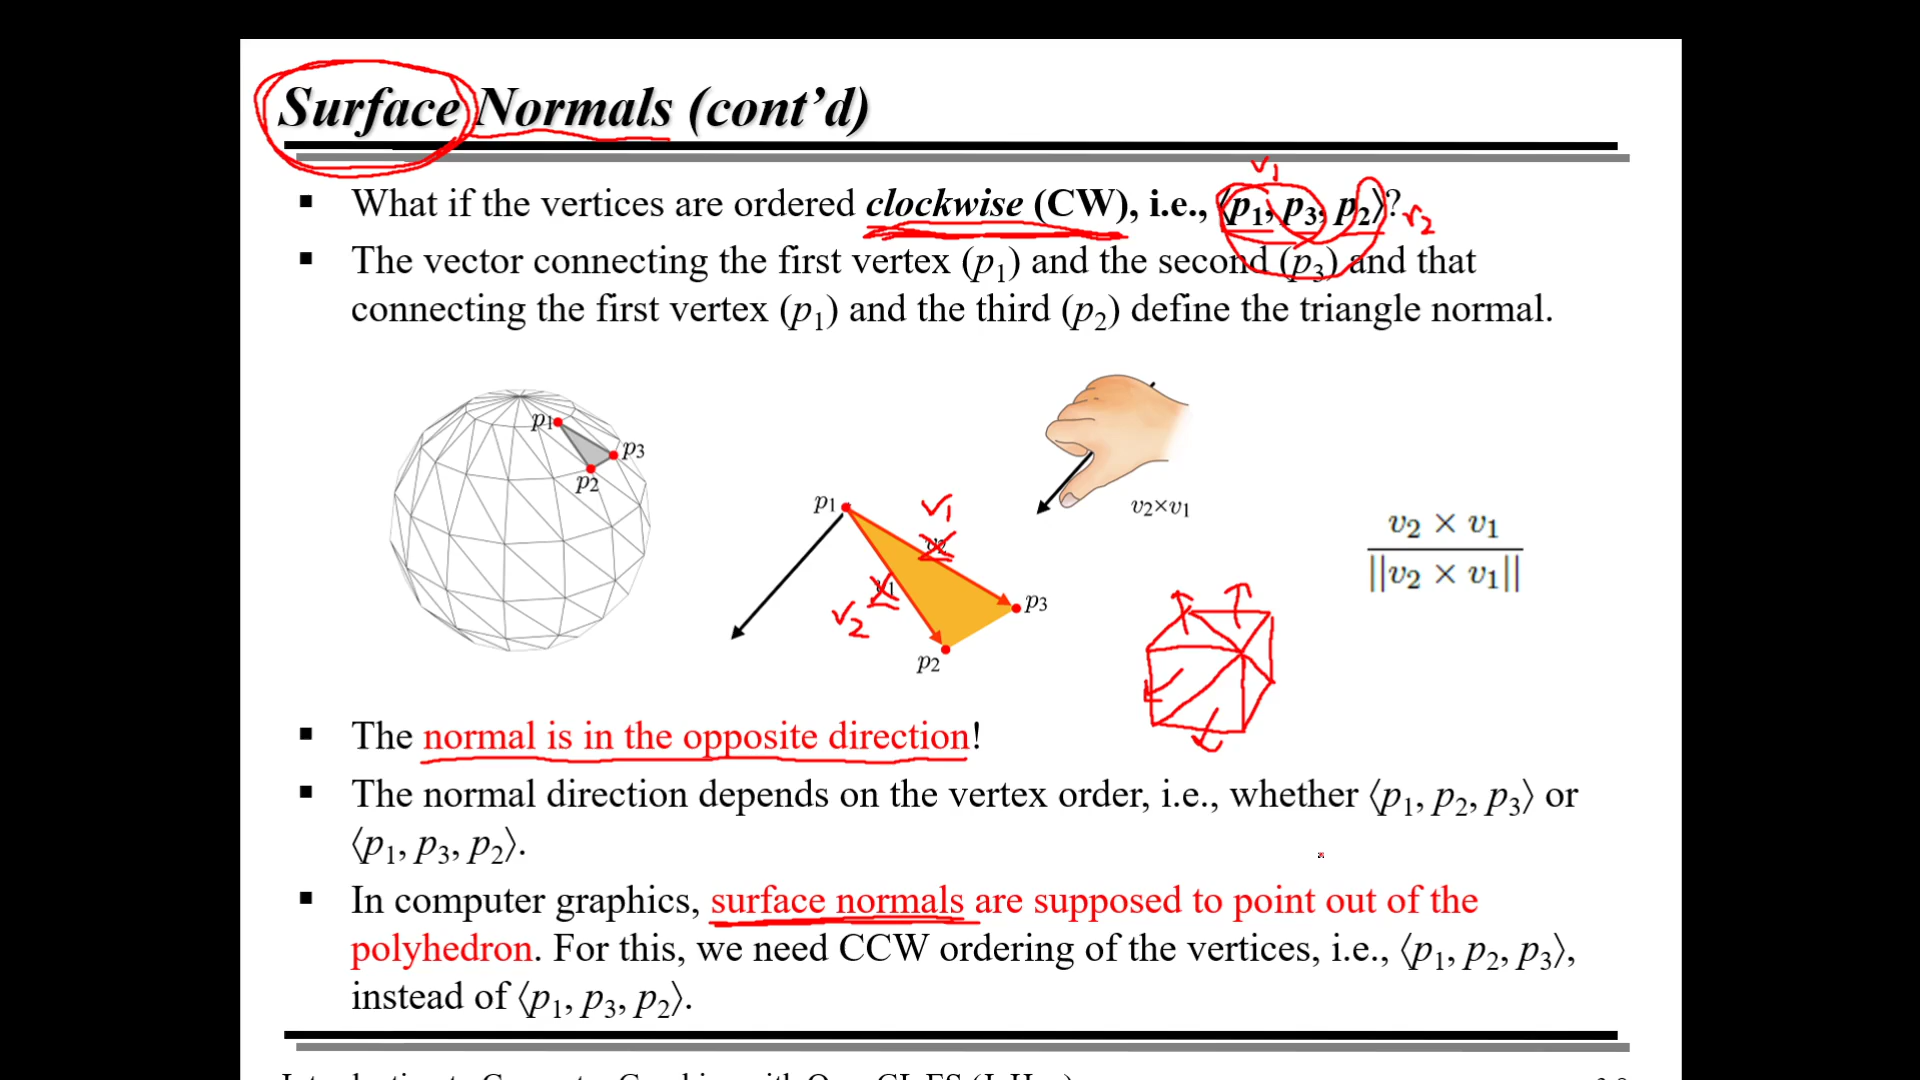 Surface Normals (cont’d)
v1
▪ What if the vertices are ordered clockwise (CW), i.e., ⟨p1, p3, p2⟩?
v2
▪ The vector connecting the first vertex (p1) and the second (p3) and that
connecting the first vertex (p1) and the third (p2) define the triangle normal.
p1
p3
p2
v2×v1
p1
v1
v2
v1
v2
p3
p2
v2 × v1
||v2 × v1||
▪ The normal is in the opposite direction!
▪ The normal direction depends on the vertex order, i.e., whether ⟨p1, p2, p3⟩ or
⟨p1, p3, p2⟩.
▪ In computer graphics, surface normals are supposed to point out of the
polyhedron. For this, we need CCW ordering of the vertices, i.e., ⟨p1, p2, p3⟩,
instead of ⟨p1, p3, p2⟩.